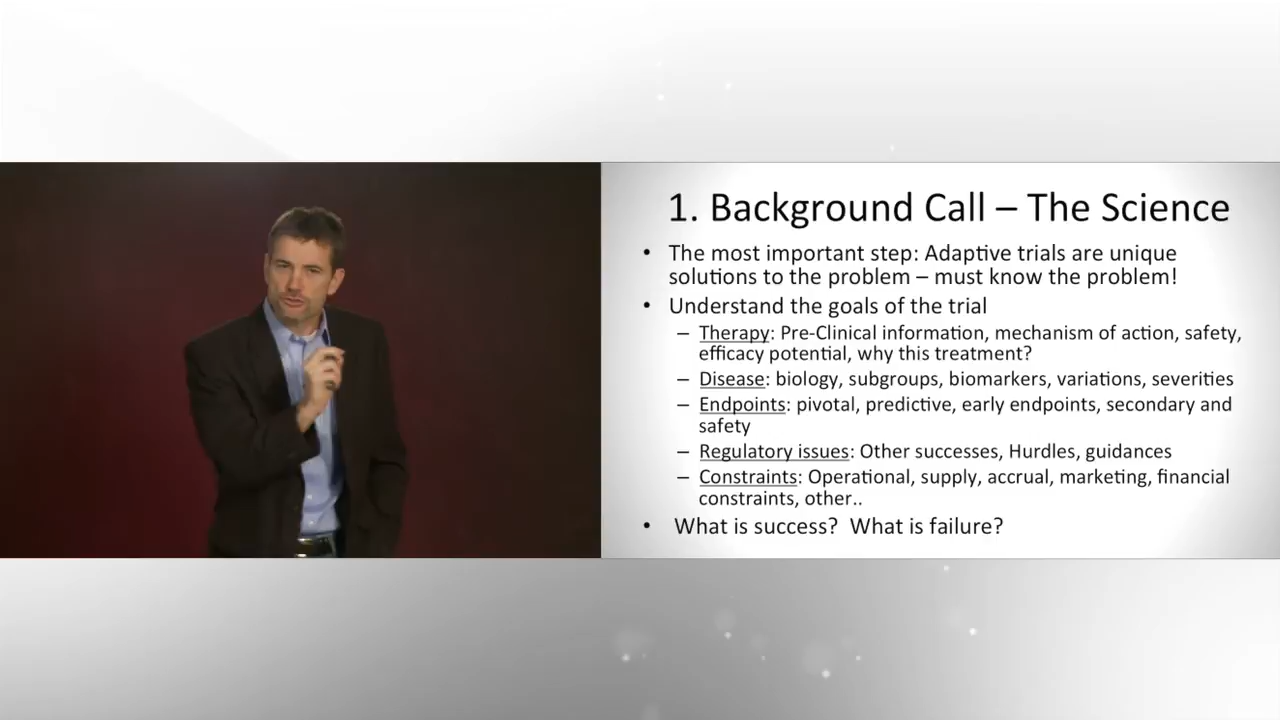 1. Background Call – The Science
• The most important step: Adaptive trials are unique
solutions to the problem – must know the problem!
• Understand the goals of the trial
– Therapy: Pre-Clinical information, mechanism of action, safety,
efficacy potential, why this treatment?
– Disease: biology, subgroups, biomarkers, variations, severities
– Endpoints: pivotal, predictive, early endpoints, secondary and
safety
– Regulatory issues: Other successes, Hurdles, guidances
– Constraints: Operational, supply, accrual, marketing, financial
constraints, other..
• What is success? What is failure?